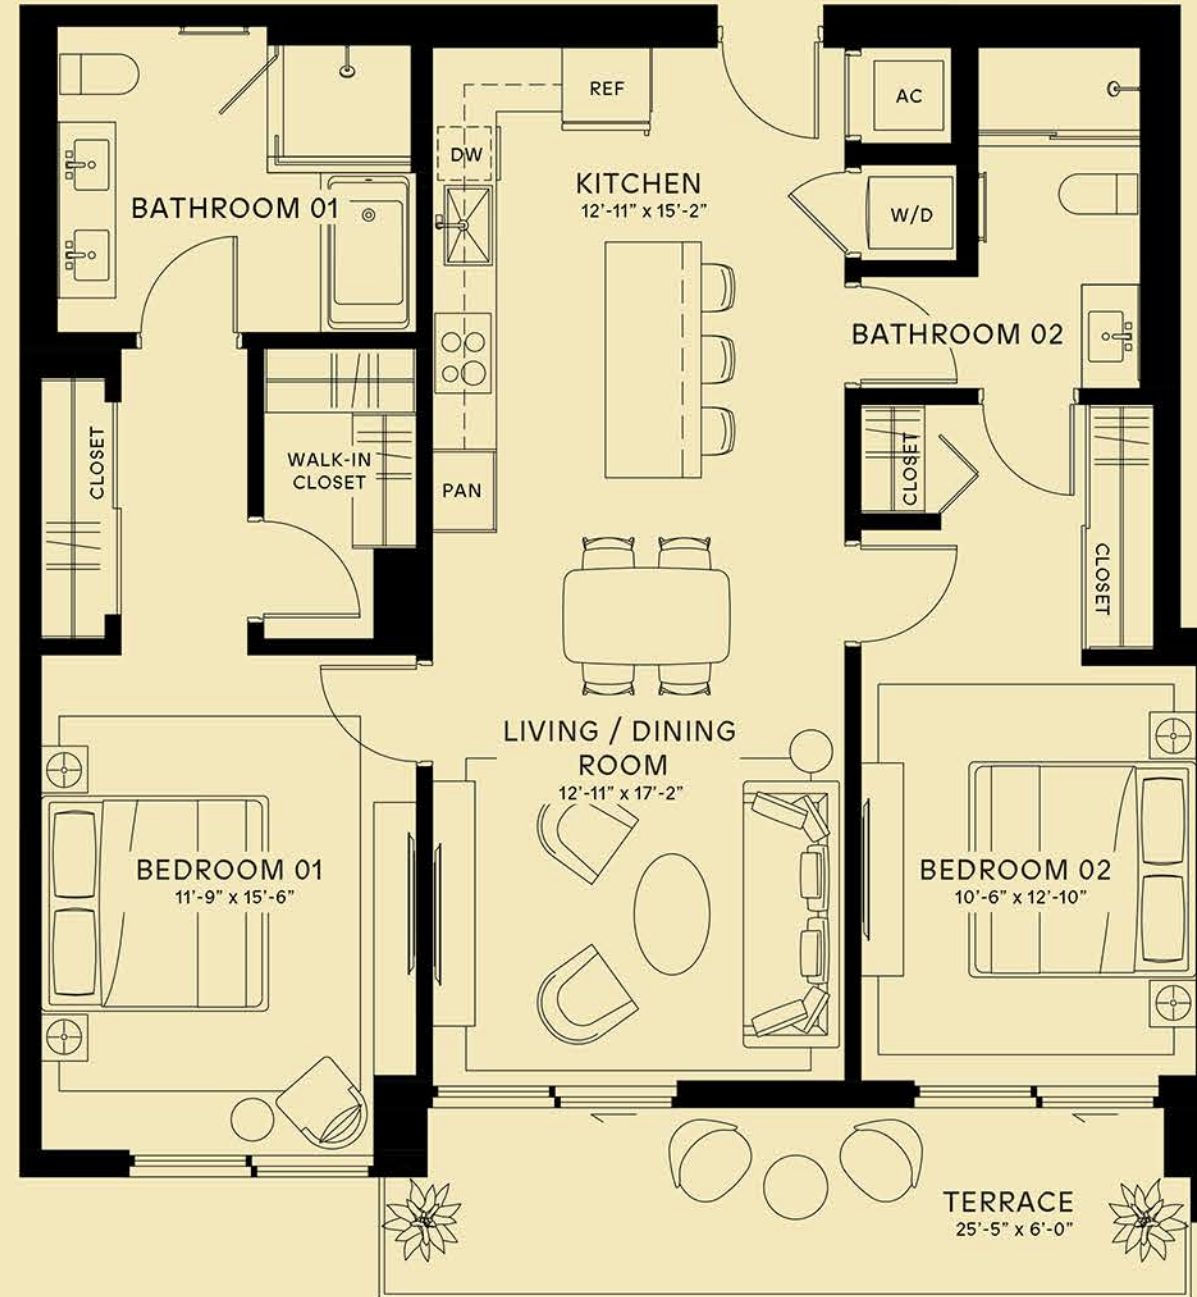 REF
AC
DW
KITCHEN
12'-11" x 15'-2"
BATHROOM 01
W/D
BATHROOM 02
CLOSET
WALK-IN
CLOSET
PAN
CLOSET
CLOSET
LIVING / DINING
ROOM
12'-11" x 17'-2"
BEDROOM 01
11'-9" x 15'-6"
BEDROOM 02
10'-6" x 12'-10"
TERRACE
25'-5" x 6'-0"